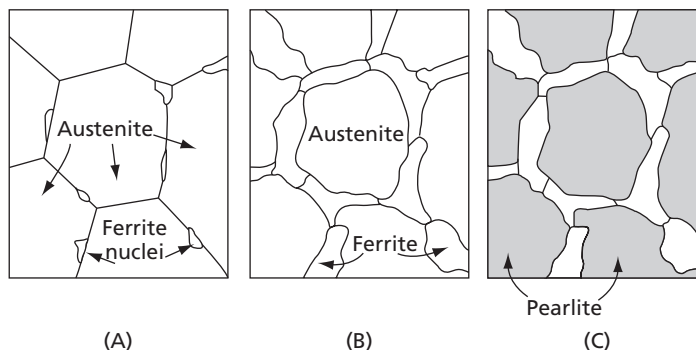 Austenite
Ferrite
nuclei
Austenite
Ferrite
Pearlite
(A)
(B)
(C)